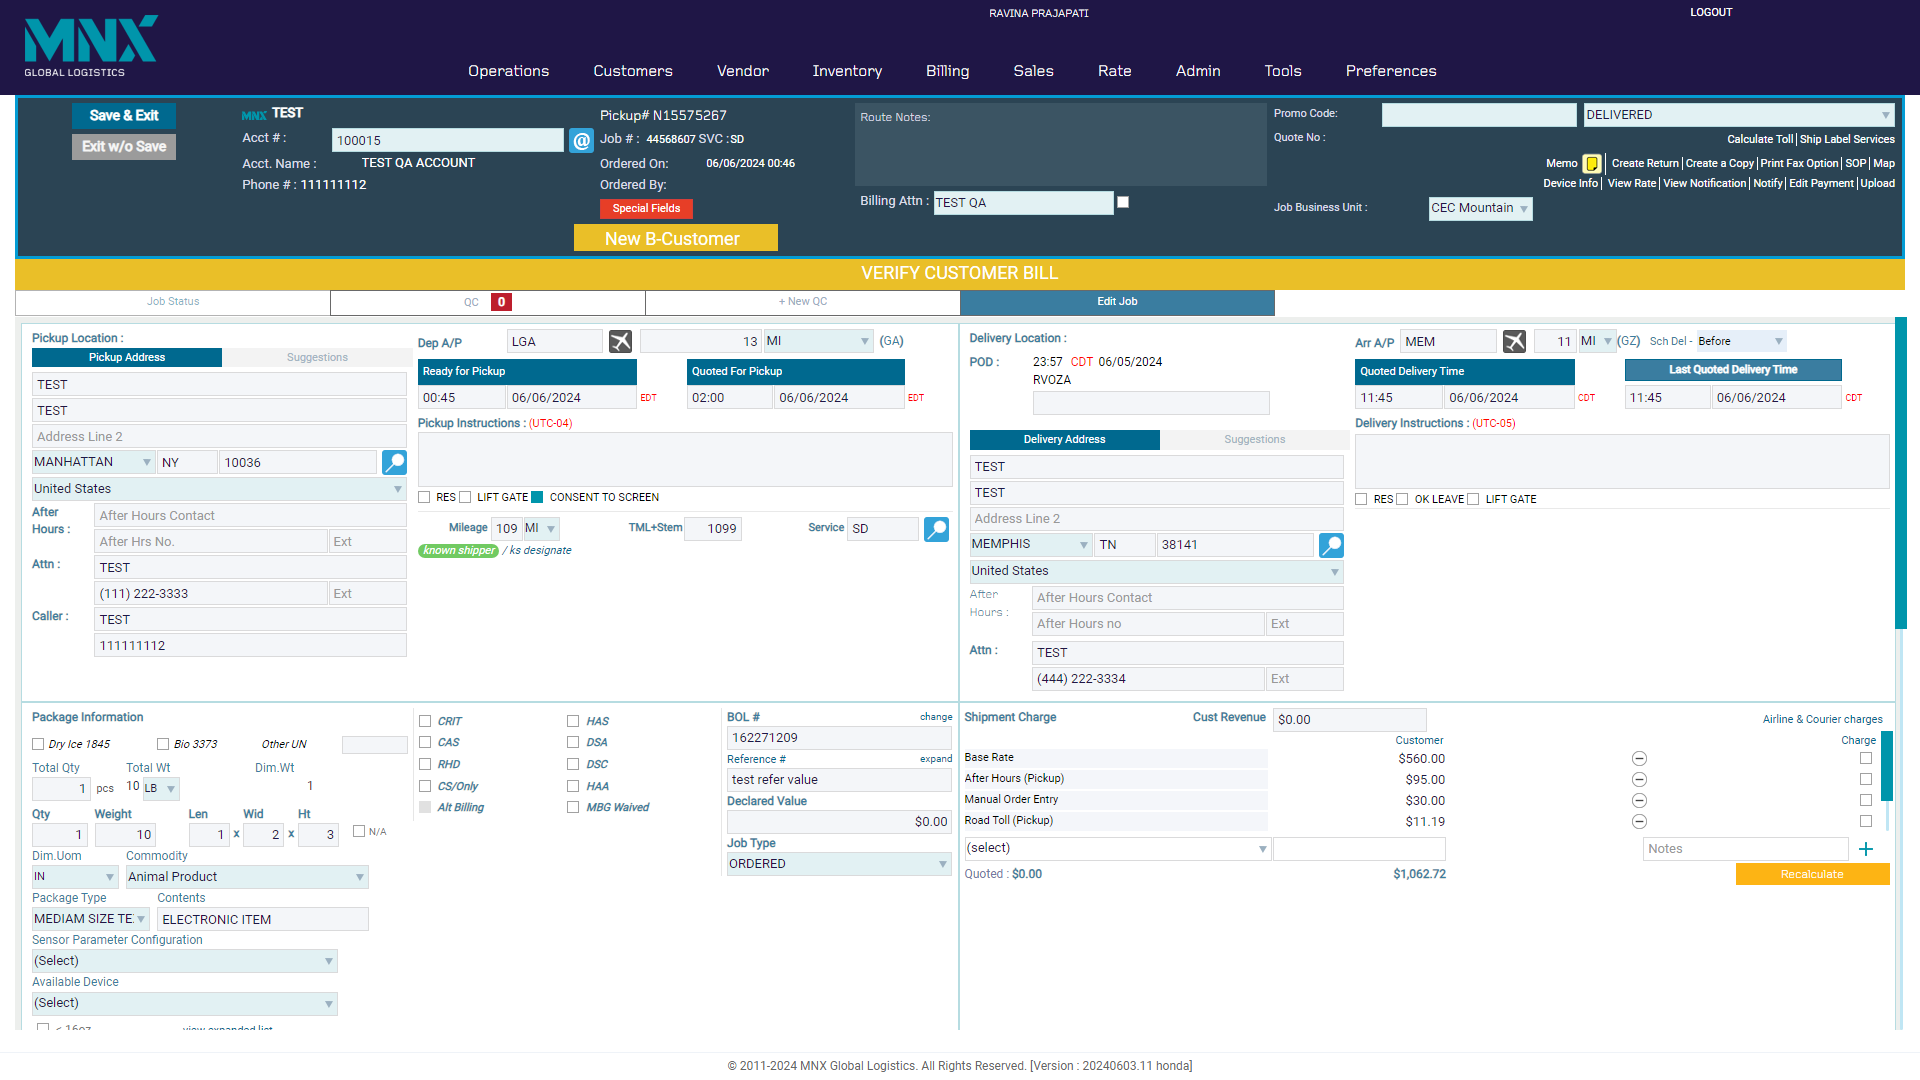 MNX
GLOBAL LOGISTICS
RAVINA PRAJAPATI
LOGOUT
Operations Customers Vendor Inventory Billing Sales Rate Admin Tools Preferences
Save & Exit
Exit w/o Save
MNX TEST
Acct # : 100015 @
Acct. Name : TEST QA ACCOUNT
Phone # : 111111112
Pickup# N15575267
Job # : 44568607 SVC : SD
Ordered On: 06/06/2024 00:46
Ordered By:
Special Fields
New B-Customer
Route Notes:
Billing Attn : TEST QA
Promo Code: DELIVERED
Quote No :
Calculate Toll | Ship Label Services
Memo | Create Return | Create a Copy | Print Fax Option | SOP | Map
Device Info | View Rate | View Notification | Notify | Edit Payment | Upload
Job Business Unit : CEC Mountain
VERIFY CUSTOMER BILL
Job Status QC 0 + New QC Edit Job
Pickup Location :
Pickup Address Suggestions
TEST
TEST
Address Line 2
MANHATTAN NY 10036
United States
After Hours : After Hours Contact
After Hrs No. Ext
Attn : TEST
(111) 222-3333 Ext
Caller : TEST
111111112
Dep A/P LGA 13 MI (GA)
Ready for Pickup Quoted For Pickup
00:45 06/06/2024 EDT 02:00 06/06/2024 EDT
Pickup Instructions : (UTC-04)
RES LIFT GATE CONSENT TO SCREEN
Mileage 109 MI TML+Stem 1099 Service SD
known shipper / ks designate
Delivery Location :
POD : 23:57 CDT 06/05/2024
RVOZA
Delivery Address Suggestions
TEST
TEST
Address Line 2
MEMPHIS TN 38141
United States
After Hours : After Hours Contact
After Hours no Ext
Attn : TEST
(444) 222-3334 Ext
Arr A/P MEM 11 MI (GZ) Sch Del - Before
Quoted Delivery Time Last Quoted Delivery Time
11:45 06/06/2024 CDT 11:45 06/06/2024 CDT
Delivery Instructions : (UTC-05)
RES OK LEAVE LIFT GATE
Package Information
Dry Ice 1845 Bio 3373 Other UN
Total Qty Total Wt Dim.Wt
1 pcs 10 LB 1
Qty Weight Len Wid Ht
1 10 1 x 2 x 3 N/A
Dim.Uom Commodity
IN Animal Product
Package Type Contents
MEDIAM SIZE TE ELECTRONIC ITEM
Sensor Parameter Configuration
(Select)
Available Device
(Select)
< 16oz view expanded list
CRIT HAS
CAS DSA
RHD DSC
CS/Only HAA
Alt Billing MBG Waived
BOL # change
162271209
Reference # expand
test refer value
Declared Value
$0.00
Job Type
ORDERED
Shipment Charge Cust Revenue $0.00 Airline & Courier charges
Customer Charge
Base Rate $560.00
After Hours (Pickup) $95.00
Manual Order Entry $30.00
Road Toll (Pickup) $11.19
(select) Notes +
Quoted : $0.00 $1,062.72 Recalculate
© 2011-2024 MNX Global Logistics. All Rights Reserved. [Version : 20240603.11 honda]